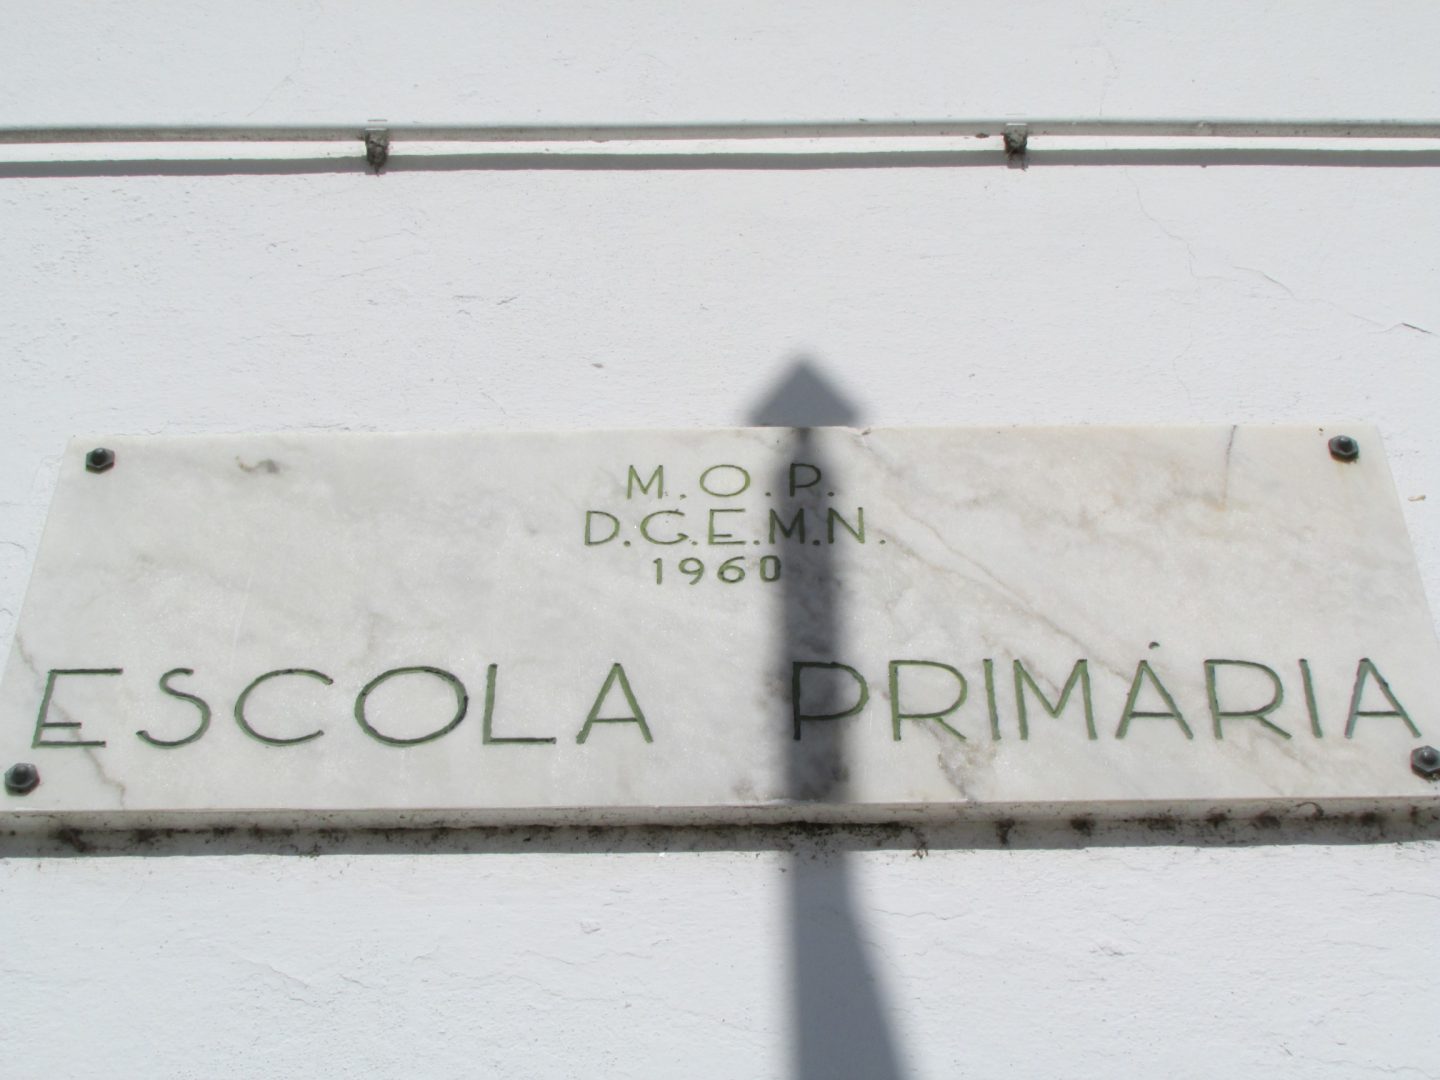 M.O.P.
D.G.E.M.N.
1960
ESCOLA PRIMÁRIA